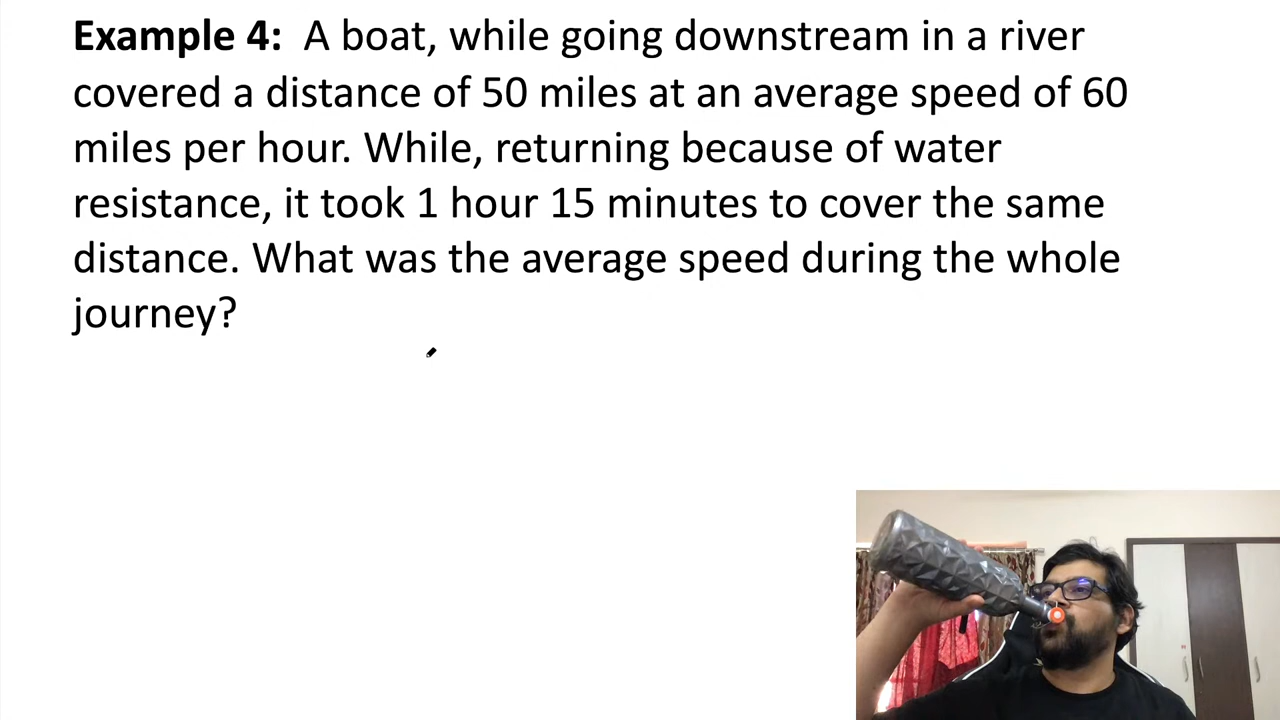 Example 4: A boat, while going downstream in a river
covered a distance of 50 miles at an average speed of 60
miles per hour. While, returning because of water
resistance, it took 1 hour 15 minutes to cover the same
distance. What was the average speed during the whole
journey?